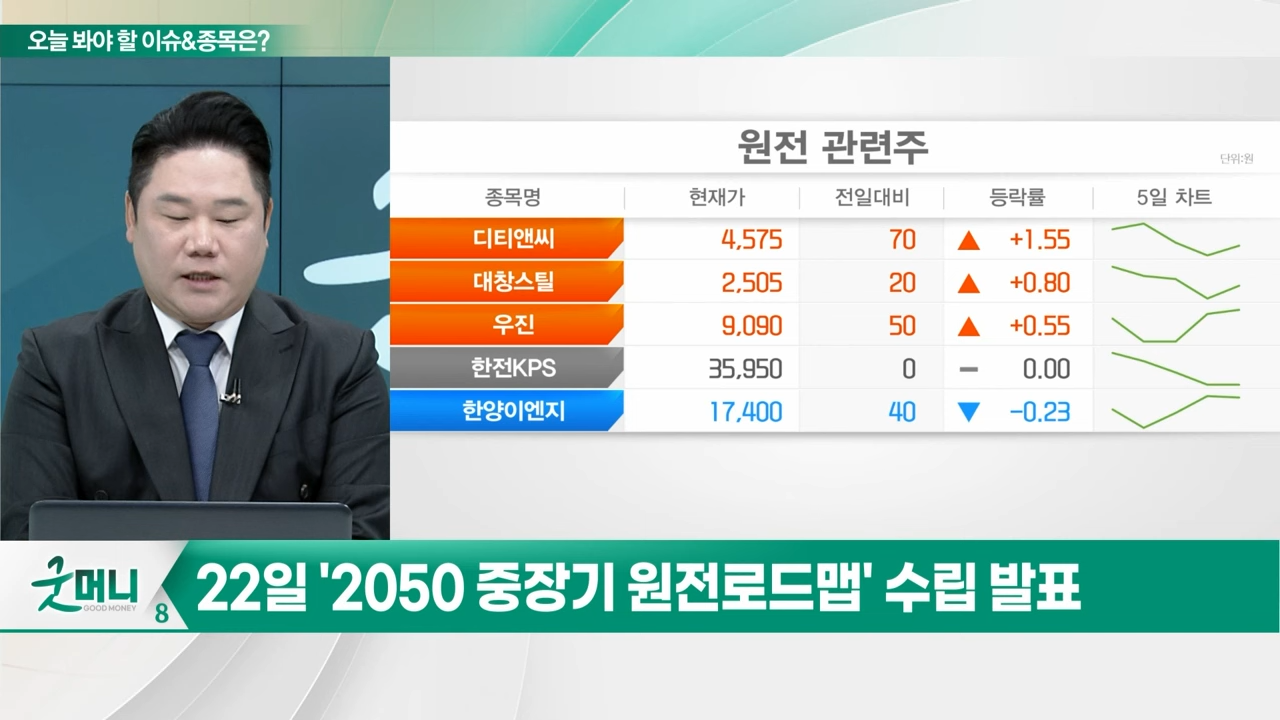 오늘 봐야 할 이슈&종목은?
원전 관련주
단위:원
종목명 현재가 전일대비 등락률 5일 차트
디티앤씨 4,575 70 ▲ +1.55
대창스틸 2,505 20 ▲ +0.80
우진 9,090 50 ▲ +0.55
한전KPS 35,950 0 - 0.00
한양이엔지 17,400 40 ▼ -0.23
굿머니
GOOD MONEY
8
22일 '2050 중장기 원전로드맵' 수립 발표